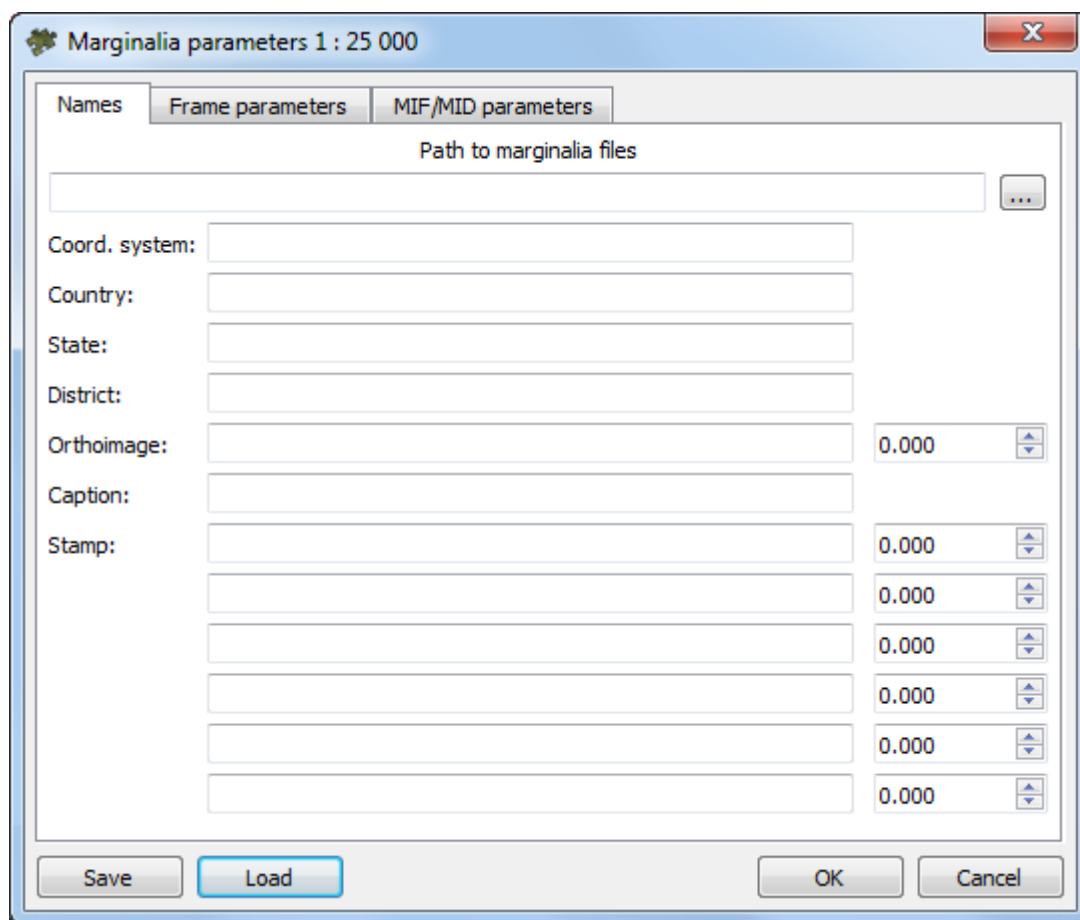 Marginalia parameters 1 : 25 000
Names Frame parameters MIF/MID parameters
Path to marginalia files
...
Coord. system:
Country:
State:
District:
Orthoimage: 0.000
Caption:
Stamp: 0.000
0.000
0.000
0.000
0.000
0.000
Save Load OK Cancel